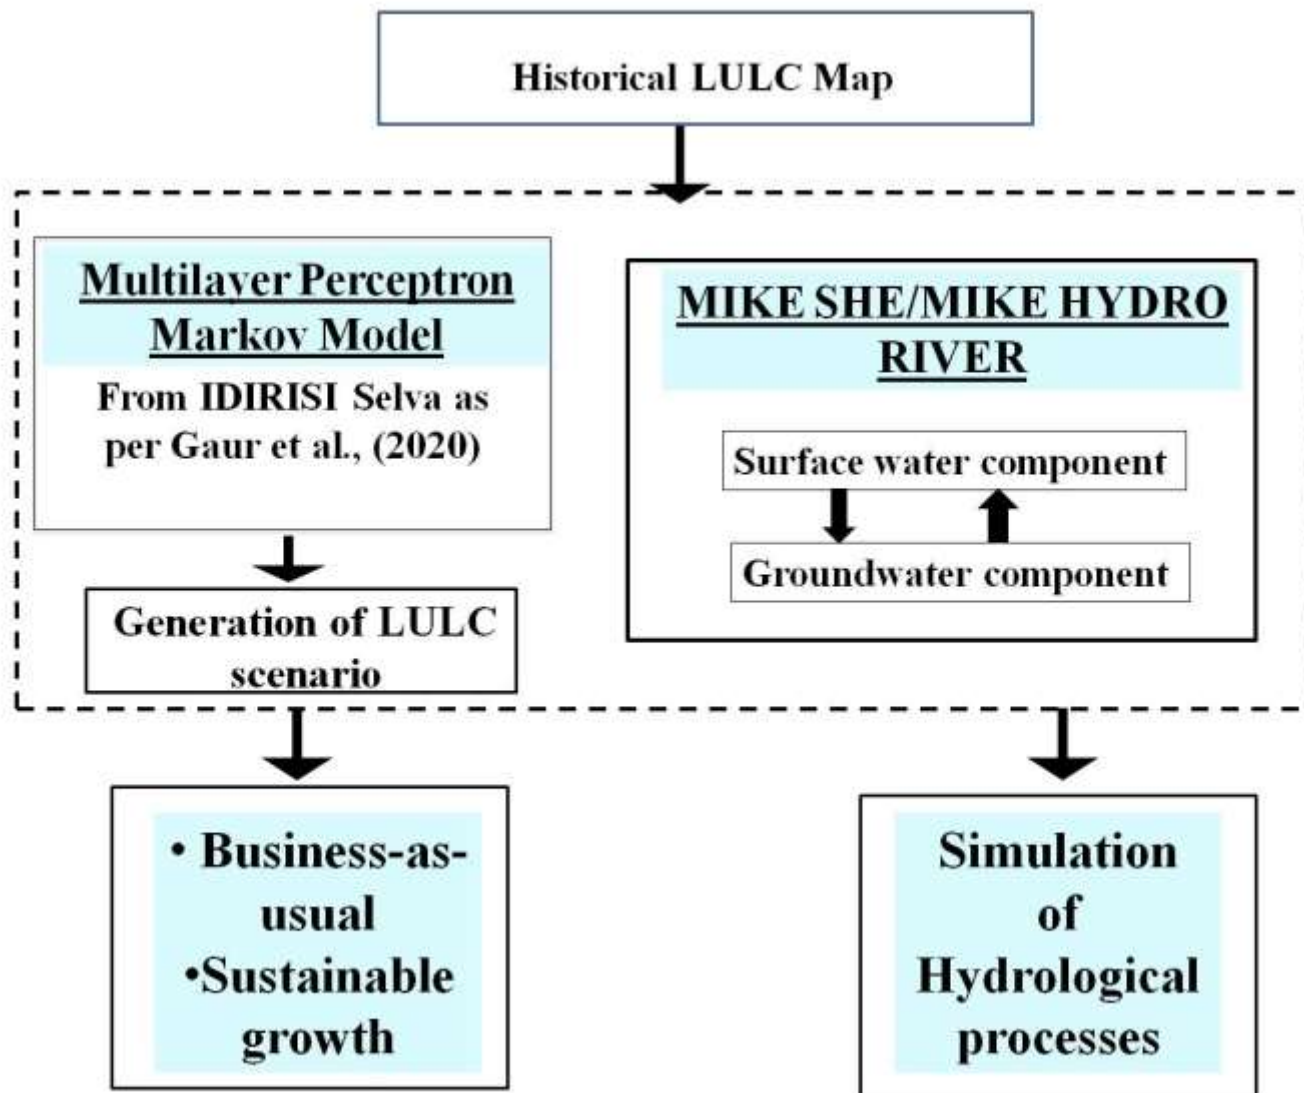 Historical LULC Map
Multilayer Perceptron
Markov Model
From IDIRISI Selva as
per Gaur et al., (2020)
Generation of LULC
scenario
MIKE SHE/MIKE HYDRO
RIVER
Surface water component
Groundwater component
• Business-as-
usual
•Sustainable
growth
Simulation
of
Hydrological
processes